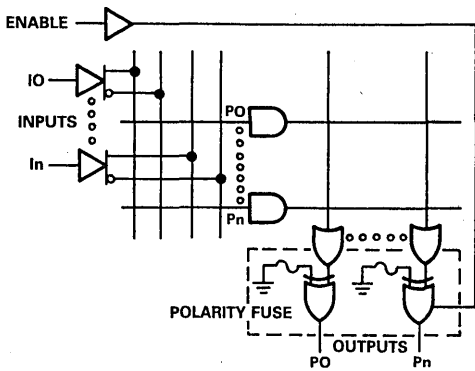 ENABLE
IO
INPUTS
In
PO
Pn
POLARITY FUSE
OUTPUTS
PO
Pn